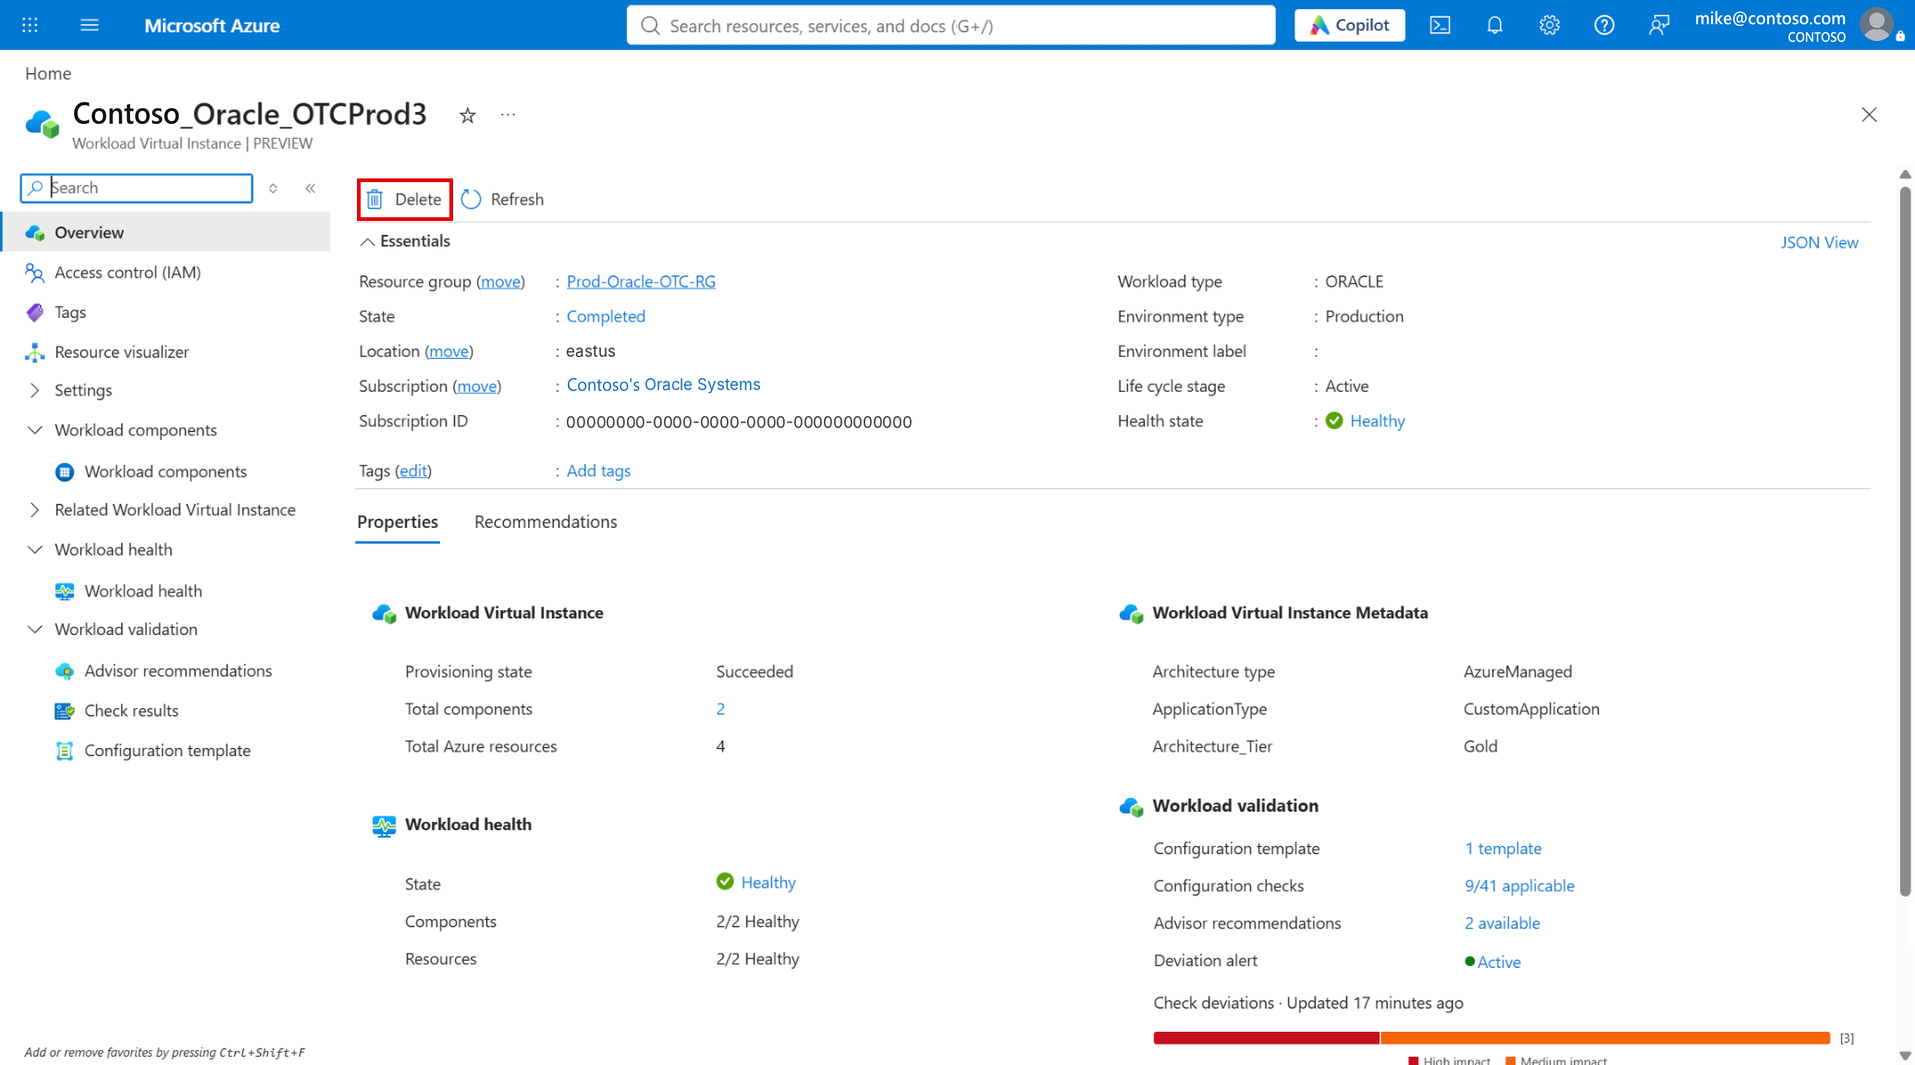 Microsoft Azure
Search resources, services, and docs (G+/)
Copilot
mike@contoso.com
CONTOSO
Home
Contoso_Oracle_OTCProd3
Workload Virtual Instance | PREVIEW
Search
Overview
Access control (IAM)
Tags
Resource visualizer
Settings
Workload components
Workload components
Related Workload Virtual Instance
Workload health
Workload health
Workload validation
Advisor recommendations
Check results
Configuration template
Add or remove favorites by pressing Ctrl+Shift+F
Delete Refresh
Essentials
JSON View
Resource group (move) : Prod-Oracle-OTC-RG
State : Completed
Location (move) : eastus
Subscription (move) : Contoso's Oracle Systems
Subscription ID : 00000000-0000-0000-0000-000000000000
Tags (edit) : Add tags
Workload type : ORACLE
Environment type : Production
Environment label :
Life cycle stage : Active
Health state : Healthy
Properties Recommendations
Workload Virtual Instance
Provisioning state Succeeded
Total components 2
Total Azure resources 4
Workload health
State Healthy
Components 2/2 Healthy
Resources 2/2 Healthy
Workload Virtual Instance Metadata
Architecture type AzureManaged
ApplicationType CustomApplication
Architecture_Tier Gold
Workload validation
Configuration template 1 template
Configuration checks 9/41 applicable
Advisor recommendations 2 available
Deviation alert Active
Check deviations · Updated 17 minutes ago
[3]
High impact Medium impact